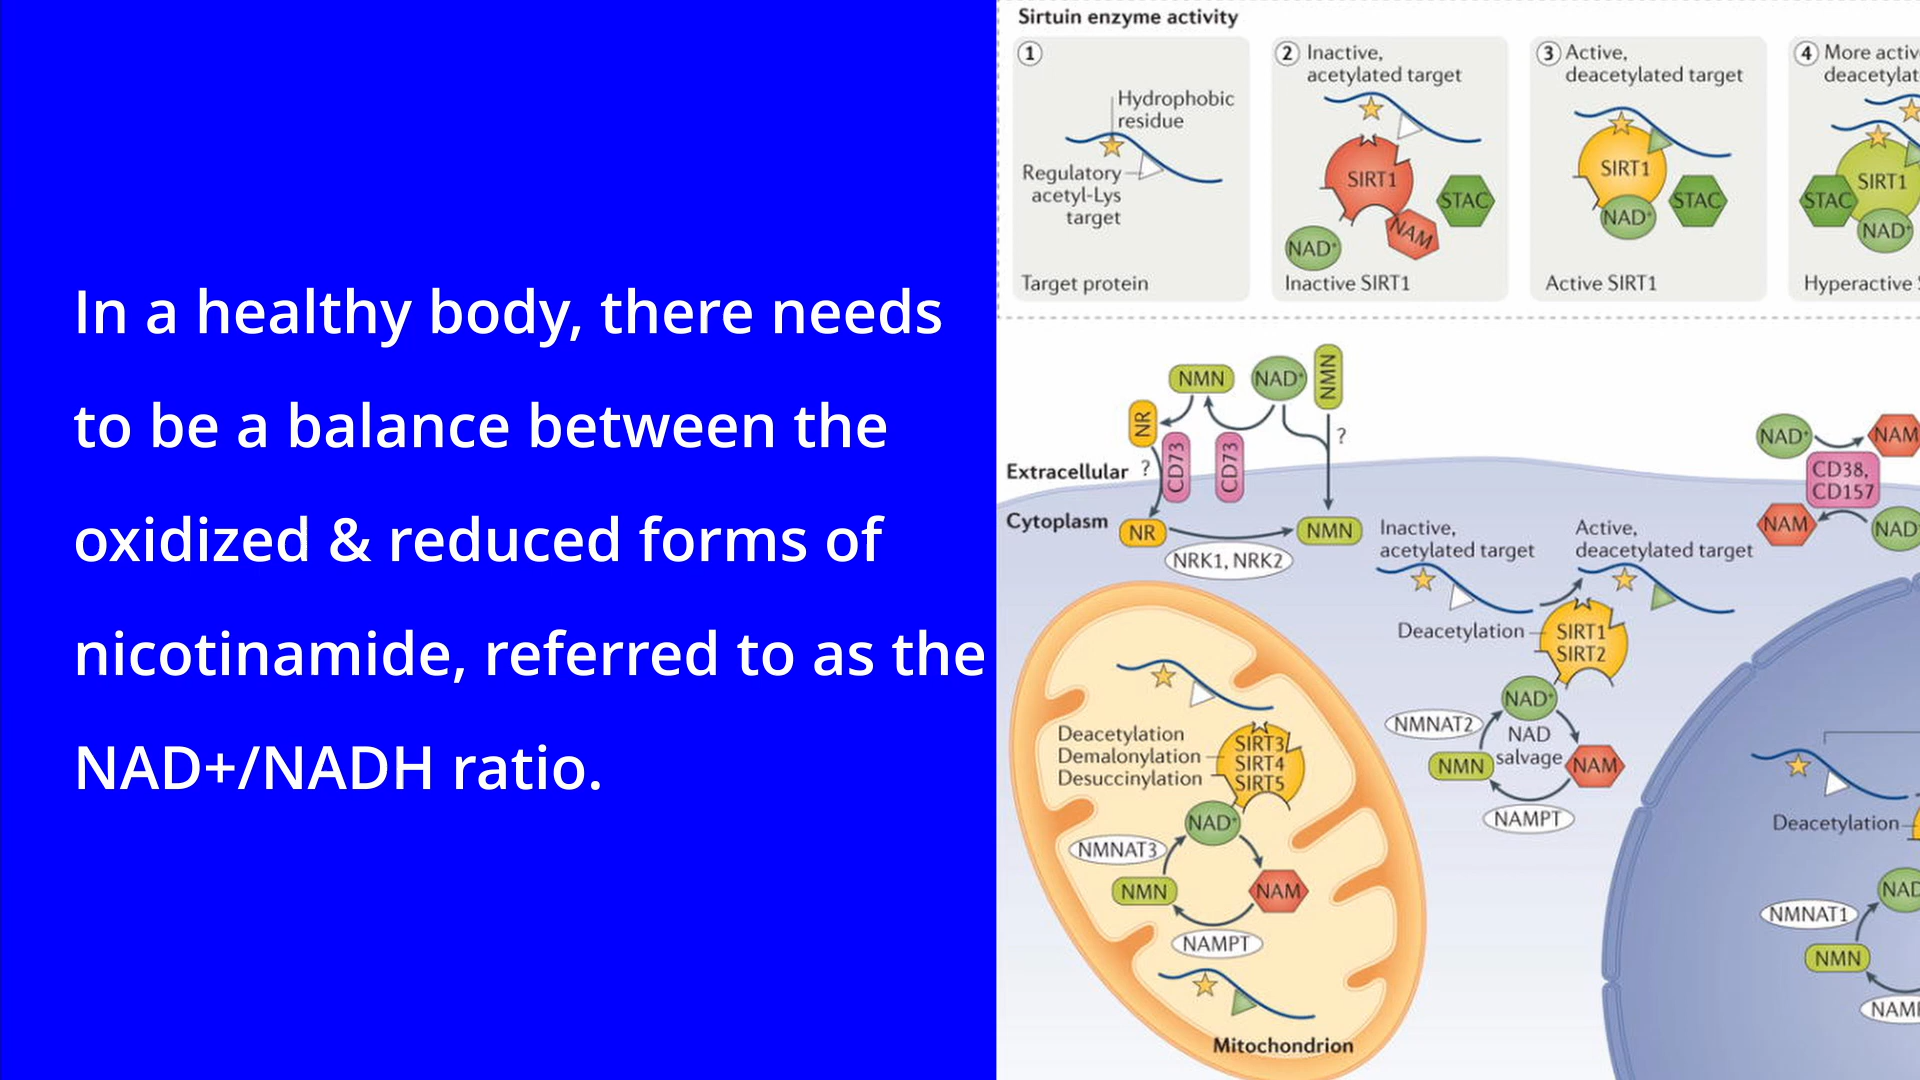 In a healthy body, there needs
to be a balance between the
oxidized & reduced forms of
nicotinamide, referred to as the
NAD+/NADH ratio.
Sirtuin enzyme activity
1
Hydrophobic
residue
Regulatory
acetyl-Lys
target
Target protein
2 Inactive,
acetylated target
SIRT1
STAC
NAD+
NAM
Inactive SIRT1
3 Active,
deacetylated target
SIRT1
STAC
NAD+
Active SIRT1
4 More
SIRT1
STAC
NAD+
Hyperactive
NMN
NAD+
NMN
NR
CD73
CD73
?
?
Extracellular
Cytoplasm
NR
NMN
NRK1, NRK2
NAD+
NAM
CD38,
CD157
NAM
NAD
Inactive,
acetylated target
Active,
deacetylated target
Deacetylation
SIRT1
SIRT2
NAD+
NMNAT2
NAD
salvage
NMN
NAM
NAMPT
Deacetylation
Demalonylation
Desuccinylation
SIRT3
SIRT4
SIRT5
NAD+
NMNAT3
NMN
NAM
NAMPT
Mitochondrion
Deacetylation
NAD
NMNAT1
NMN